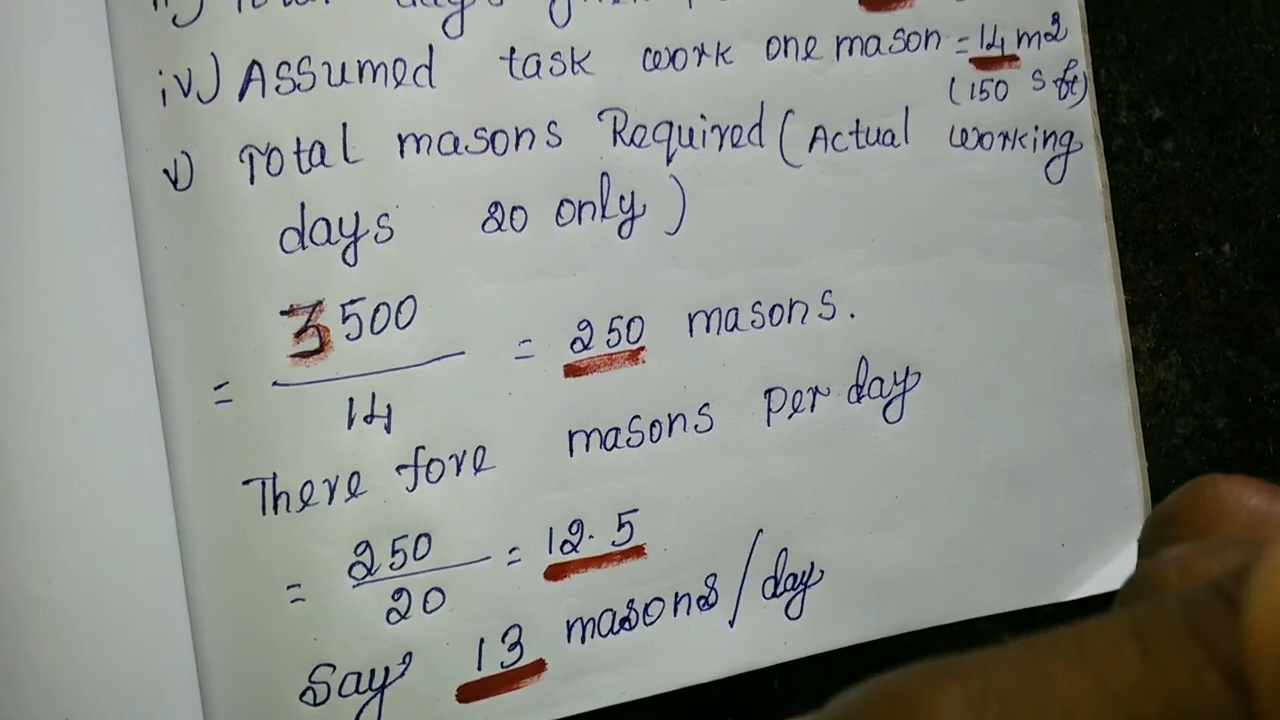 iv) Assumed task work one mason = 14 m2
(150 sft)
v) Total masons Required (Actual working
days 20 only)
= 3500/14 = 250 masons.
There fore masons per day
= 250/20 = 12.5
Say 13 masons/day